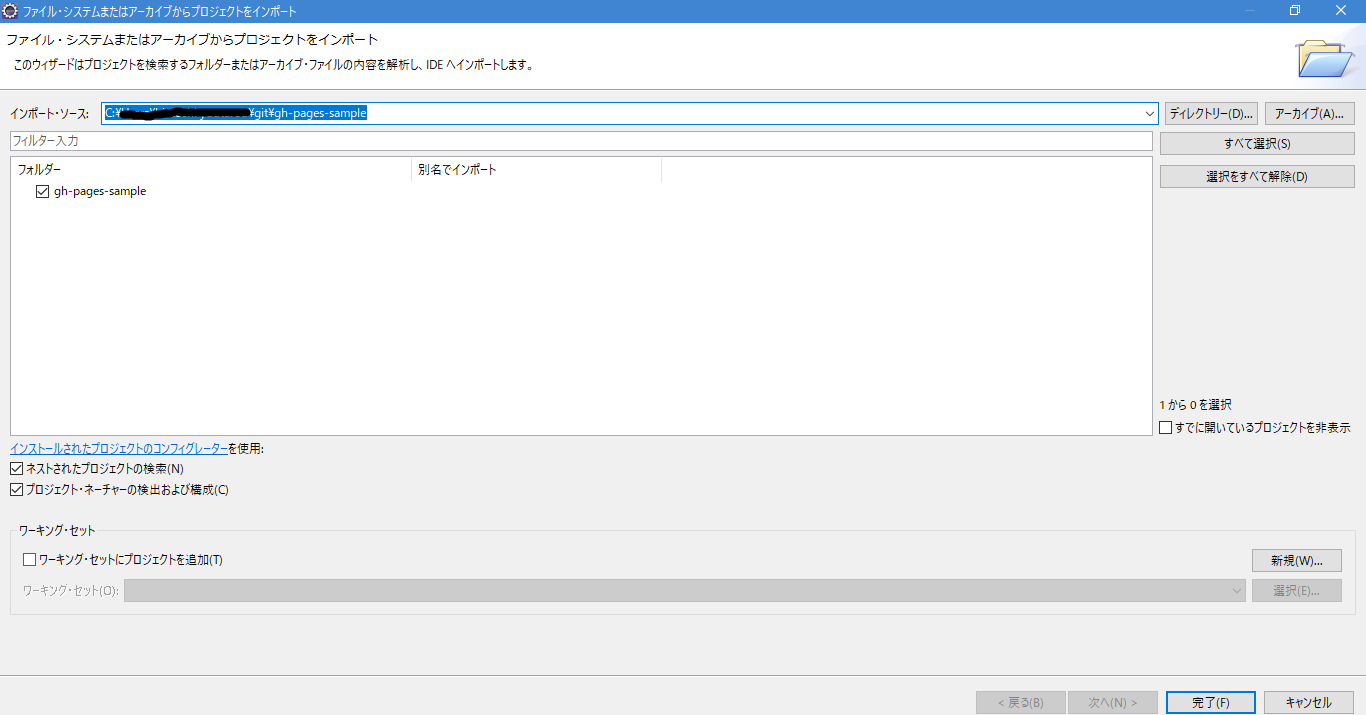 ファイル・システムまたはアーカイブからプロジェクトをインポート
ファイル・システムまたはアーカイブからプロジェクトをインポート
このウィザードはプロジェクトを検索するフォルダーまたはアーカイブ・ファイルの内容を解析し、IDE へインポートします。
インポート・ソース: C:¥ ¥git¥gh-pages-sample ディレクトリー(D)... アーカイブ(A)...
フィルター入力 すべて選択(S)
フォルダー 別名でインポート 選択をすべて解除(D)
gh-pages-sample
1 から 0 を選択
すでに開いているプロジェクトを非表示
インストールされたプロジェクトのコンフィグレーターを使用:
ネストされたプロジェクトの検索(N)
プロジェクト・ネーチャーの検出および構成(C)
ワーキング・セット
ワーキング・セットにプロジェクトを追加(T) 新規(W)...
ワーキング・セット(O): 選択(E)...
< 戻る(B) 次へ(N) > 完了(F) キャンセル